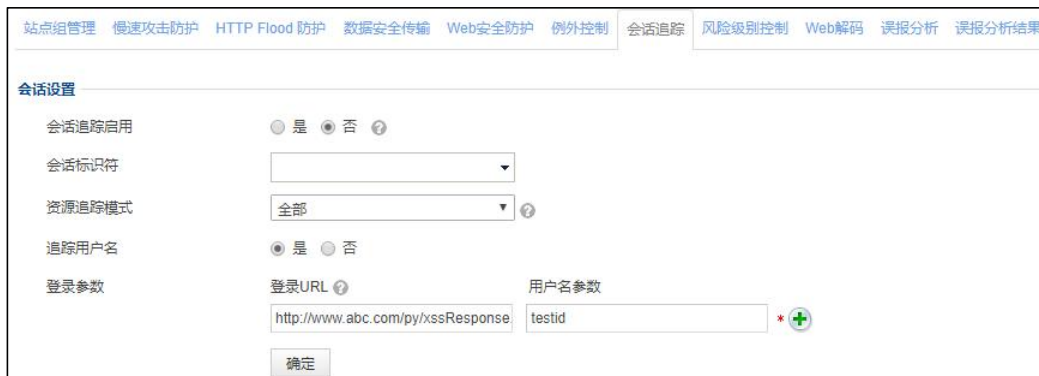 站点组管理 慢速攻击防护 HTTP Flood 防护 数据安全传输 Web安全防护 例外控制 会话追踪 风险级别控制 Web解码 误报分析 误报分析结果
会话设置
会话追踪启用 是 否 ?
会话标识符
资源追踪模式 全部 ?
追踪用户名 是 否
登录参数 登录URL ? 用户名参数
http://www.abc.com/py/xssResponse. testid *
确定